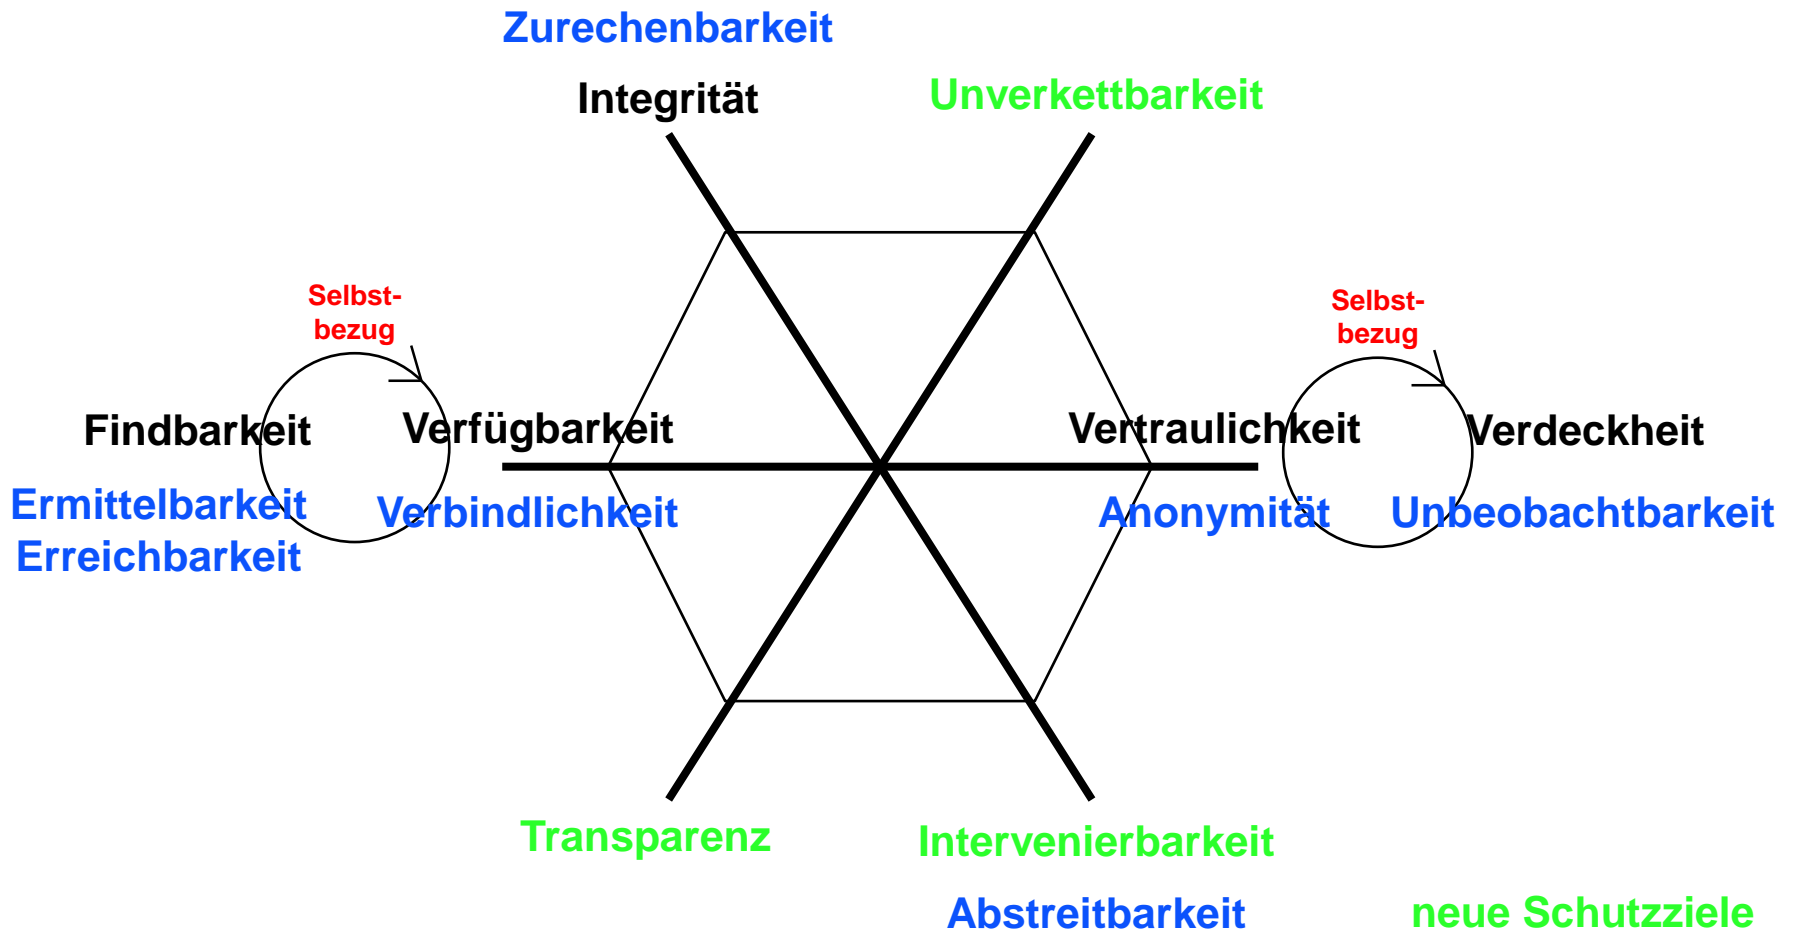 Zurechenbarkeit
Integrität
Unverkettbarkeit
Selbst-
bezug
Selbst-
bezug
Findbarkeit
Verfügbarkeit
Vertraulichkeit
Verdeckheit
Ermittelbarkeit
Erreichbarkeit
Verbindlichkeit
Anonymität
Unbeobachtbarkeit
Transparenz
Intervenierbarkeit
Abstreitbarkeit
neue Schutzziele